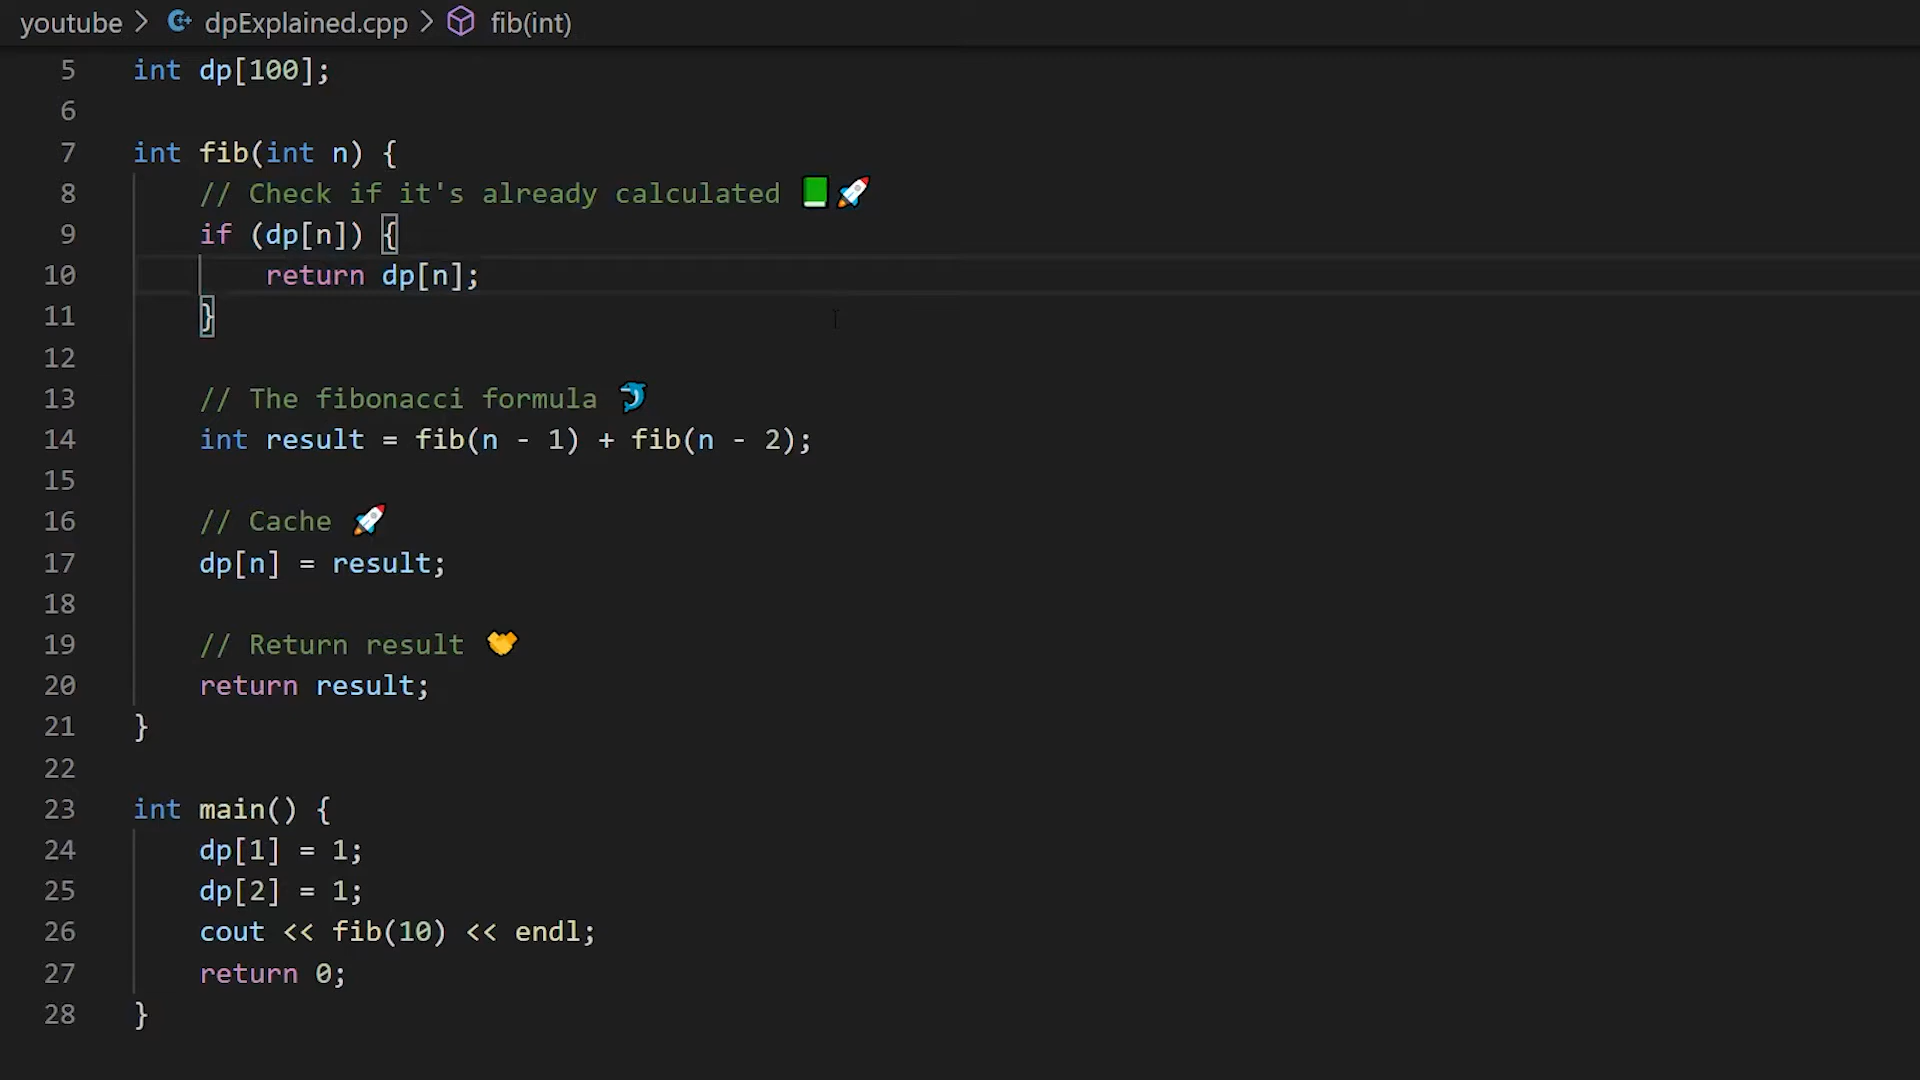 youtube > dpExplained.cpp > fib(int)
5 int dp[100];
6
7 int fib(int n) {
8 // Check if it's already calculated 📗🚀
9 if (dp[n]) {
10 return dp[n];
11 }
12
13 // The fibonacci formula 🐬
14 int result = fib(n - 1) + fib(n - 2);
15
16 // Cache 🚀
17 dp[n] = result;
18
19 // Return result 🤝
20 return result;
21 }
22
23 int main() {
24 dp[1] = 1;
25 dp[2] = 1;
26 cout << fib(10) << endl;
27 return 0;
28 }